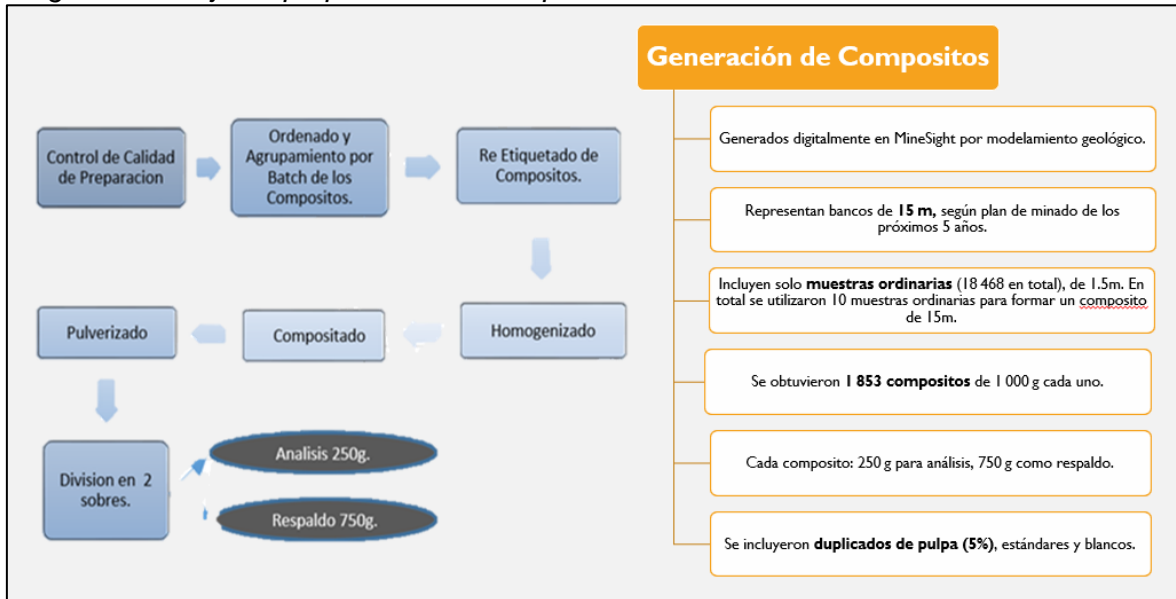 Control de Calidad
de Preparacion
Ordenado y
Agrupamiento por
Batch de los
Compositos.
Re Etiquetado de
Compositos.
Homogenizado
Compositado
Pulverizado
Division en 2
sobres.
Analisis 250g.
Respaldo 750g.
Generación de Compositos
Generados digitalmente en MineSight por modelamiento geológico.
Representan bancos de 15 m, según plan de minado de los
próximos 5 años.
Incluyen solo muestras ordinarias (18 468 en total), de 1.5m. En
total se utilizaron 10 muestras ordinarias para formar un composito
de 15m.
Se obtuvieron 1 853 compositos de 1 000 g cada uno.
Cada composito: 250 g para análisis, 750 g como respaldo.
Se incluyeron duplicados de pulpa (5%), estándares y blancos.